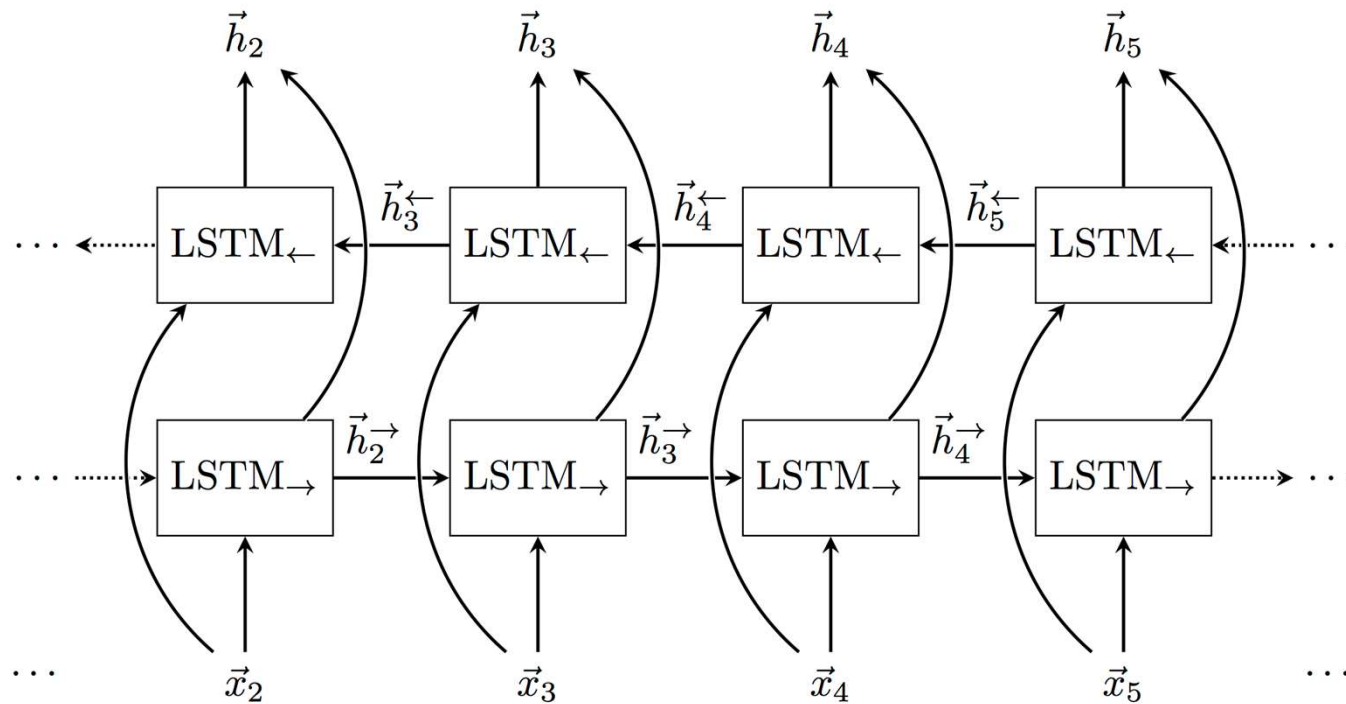 h⃗₂ h⃗₃ h⃗₄ h⃗₅
h⃗₃← h⃗₄← h⃗₅←
··· LSTM← LSTM← LSTM← LSTM← ···
h⃗₂→ h⃗₃→ h⃗₄→
··· LSTM→ LSTM→ LSTM→ LSTM→ ···
··· x⃗₂ x⃗₃ x⃗₄ x⃗₅ ···